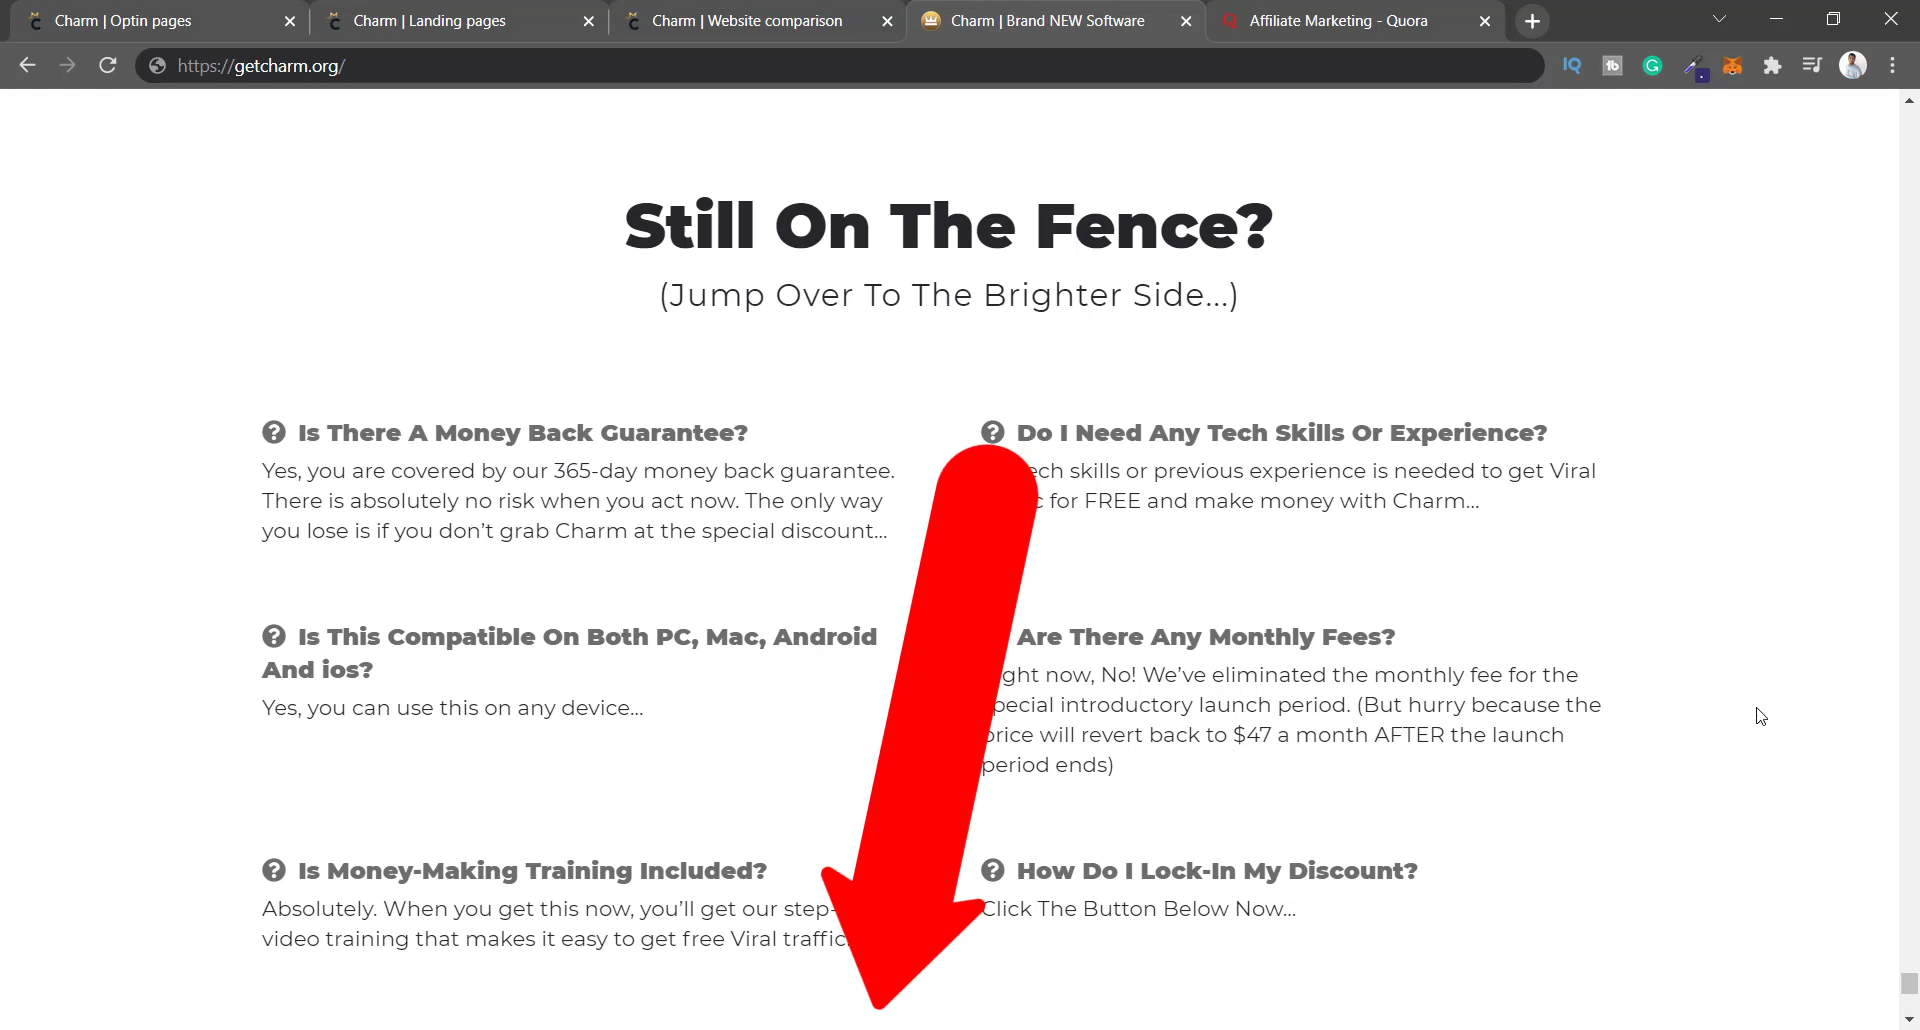 Charm | Optin pages
Charm | Landing pages
Charm | Website comparison
Charm | Brand NEW Software
Affiliate Marketing - Quora
https://getcharm.org/
Still On The Fence?
(Jump Over To The Brighter Side...)
Is There A Money Back Guarantee?
Yes, you are covered by our 365-day money back guarantee.
There is absolutely no risk when you act now. The only way
you lose is if you don’t grab Charm at the special discount...
Do I Need Any Tech Skills Or Experience?
skills or previous experience is needed to get Viral
for FREE and make money with Charm...
Is This Compatible On Both PC, Mac, Android
And ios?
Yes, you can use this on any device...
Are There Any Monthly Fees?
now, No! We’ve eliminated the monthly fee for the
introductory launch period. (But hurry because the
price will revert back to $47 a month AFTER the launch
period ends)
Is Money-Making Training Included?
Absolutely. When you get this now, you’ll get our step-
video training that makes it easy to get free Viral traffic
How Do I Lock-In My Discount?
Click The Button Below Now...